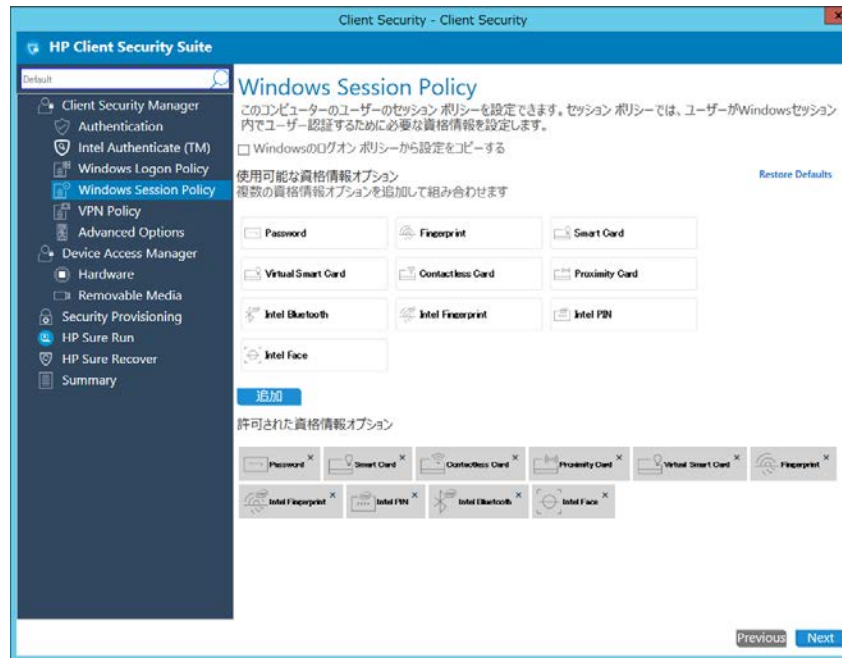 Client Security - Client Security
HP Client Security Suite
Default
Client Security Manager
Authentication
Intel Authenticate (TM)
Windows Logon Policy
Windows Session Policy
VPN Policy
Advanced Options
Device Access Manager
Hardware
Removable Media
Security Provisioning
HP Sure Run
HP Sure Recover
Summary
Windows Session Policy
このコンピューターのユーザーのセッション ポリシーを設定できます。セッション ポリシーでは、ユーザーがWindowsセッション
内でユーザー認証するために必要な資格情報を設定します。
Windowsのログオン ポリシーから設定をコピーする
使用可能な資格情報オプション
Restore Defaults
複数の資格情報オプションを追加して組み合わせます
Password Fingerprint Smart Card
Virtual Smart Card Contactless Card Proximity Card
Intel Bluetooth Intel Fingerprint Intel PIN
Intel Face
追加
許可された資格情報オプション
Password Smart Card Contactless Card Proximity Card Virtual Smart Card Fingerprint
Intel Fingerprint Intel PIN Intel Bluetooth Intel Face
Previous Next